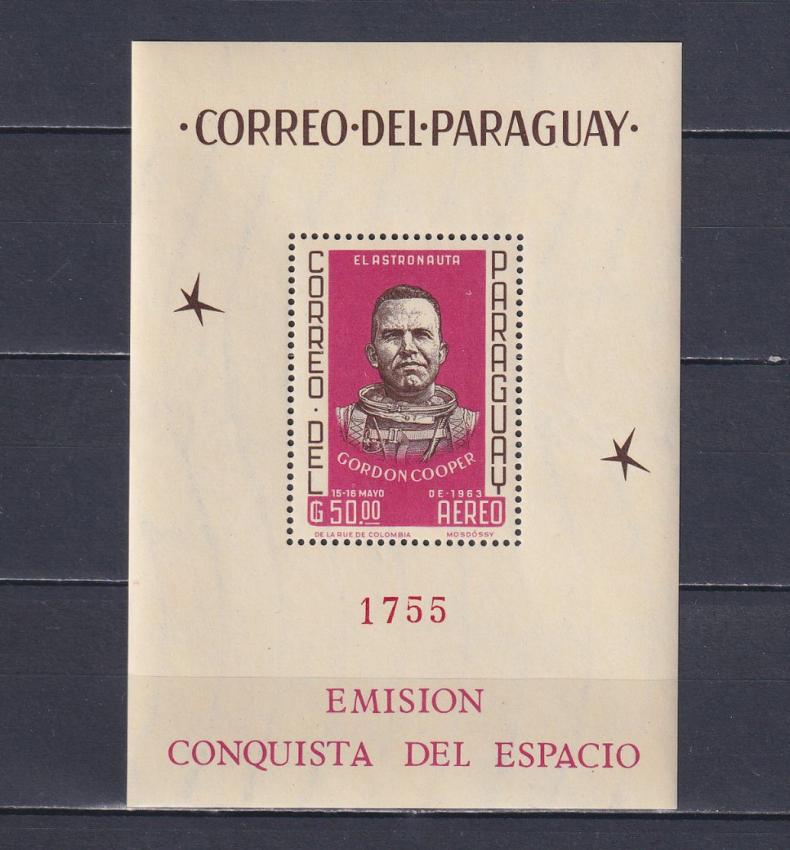 ·CORREO·DEL·PARAGUAY·
EL ASTRONAUTA
CORREO · DEL
PARAGUAY
GORDON COOPER
15-16 MAYO DE-1963
₲ 50.00 AEREO
DE LA RUE DE COLOMBIA MOSDÓSSY
1755
EMISION
CONQUISTA DEL ESPACIO